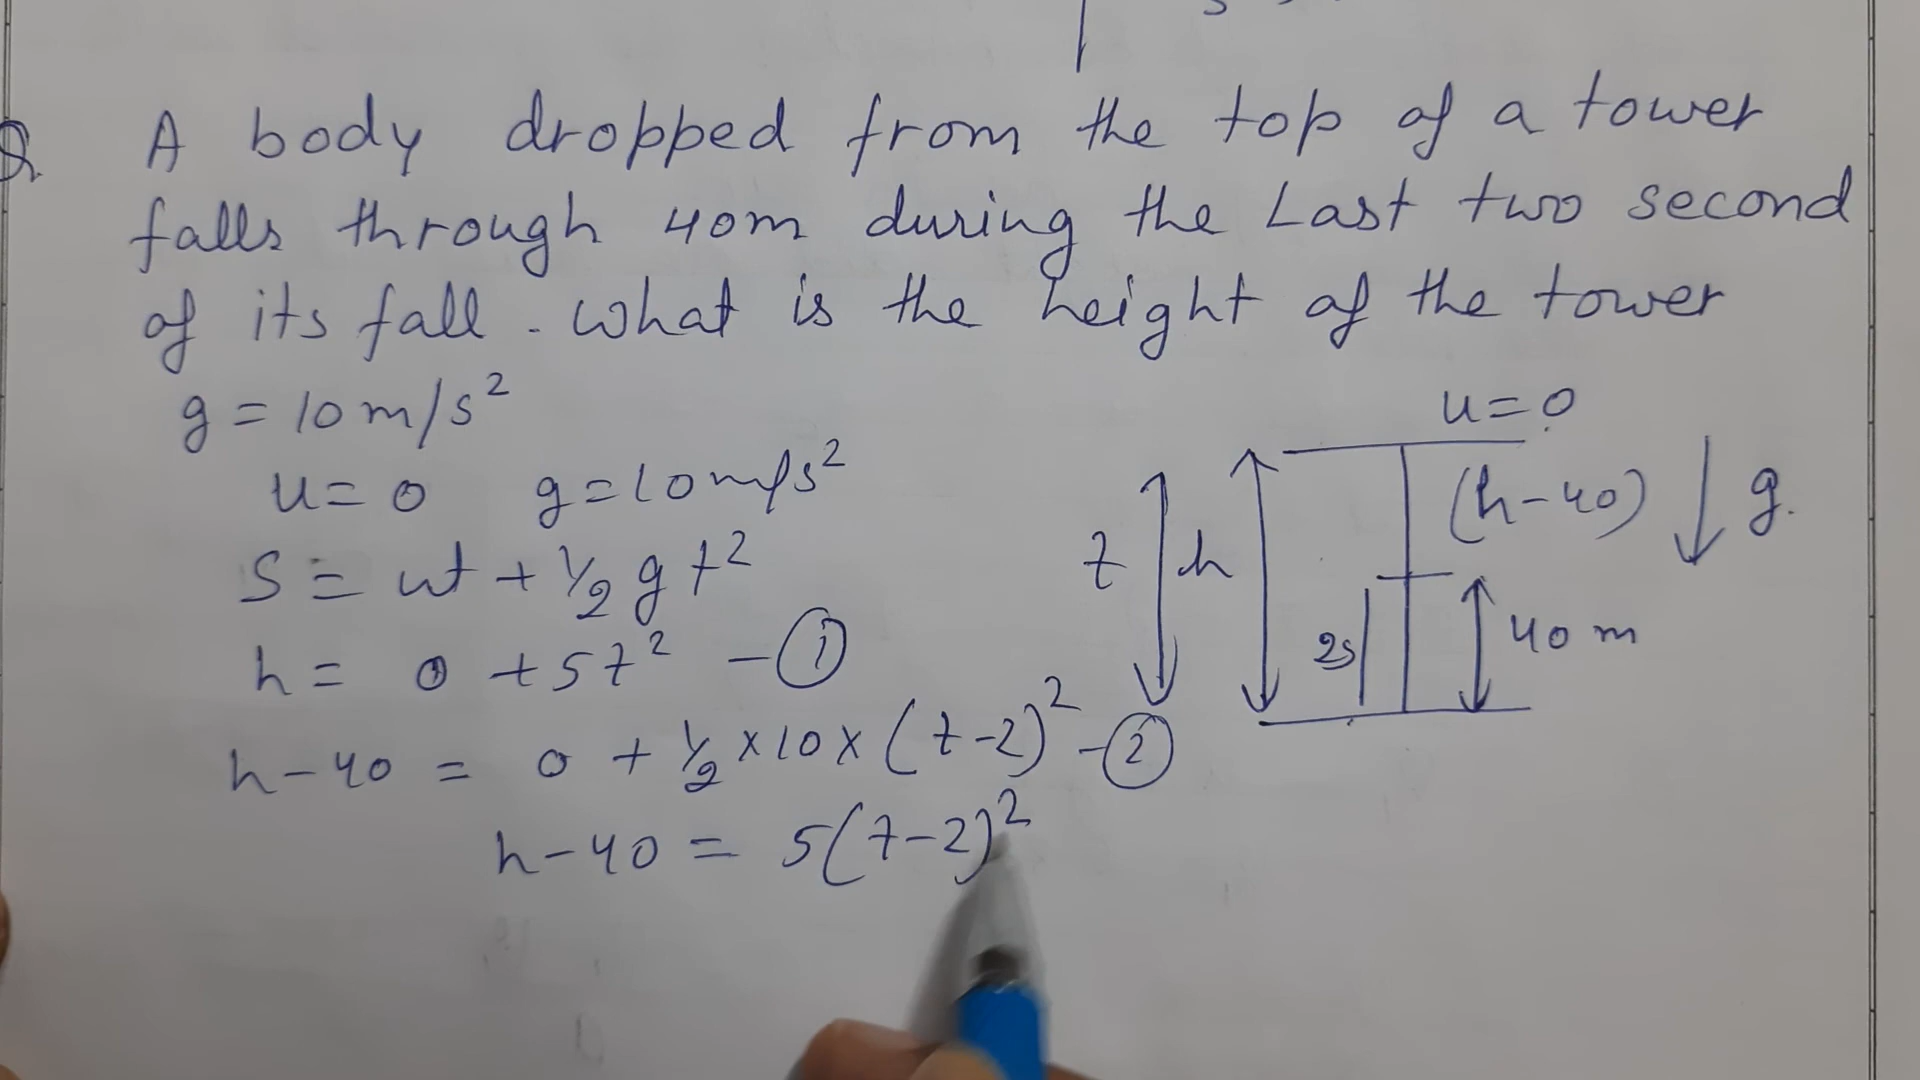 Q. A body dropped from the top of a tower
falls through 40m during the Last two second
of its fall. what is the height of the tower
g = 10 m/s²
u = 0 g = 10 m/s²
S = ut + 1/2 g t²
h = 0 + 5t² - ①
h - 40 = 0 + 1/2 × 10 × (t-2)² - ②
h - 40 = 5(t-2)²
u = 0
(h-40) g.
t h
2s 40 m